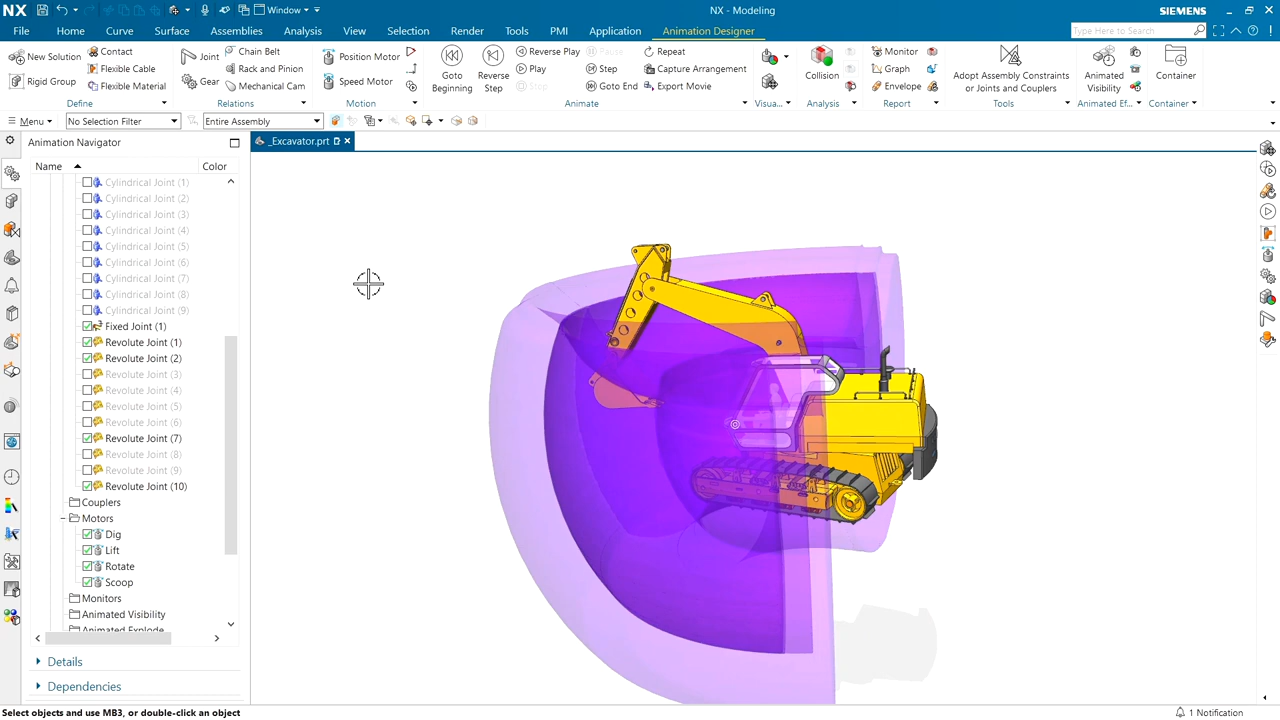 NX Window NX - Modeling SIEMENS
File Home Curve Surface Assemblies Analysis View Selection Render Tools PMI Application Animation Designer Type Here to Search
New Solution Contact Joint Chain Belt Position Motor Reverse Play Pause Repeat Monitor
Rigid Group Flexible Cable Gear Rack and Pinion Speed Motor Play Step Capture Arrangement Graph
Flexible Material Mechanical Cam Stop Goto End Export Movie Envelope
Goto Beginning Reverse Step Collision Adopt Assembly Constraints or Joints and Couplers Animated Visibility Container
Define Relations Motion Animate Visua... Analysis Report Tools Animated Ef... Container
Menu No Selection Filter Entire Assembly
Animation Navigator _Excavator.prt
Name Color
Cylindrical Joint (1)
Cylindrical Joint (2)
Cylindrical Joint (3)
Cylindrical Joint (4)
Cylindrical Joint (5)
Cylindrical Joint (6)
Cylindrical Joint (7)
Cylindrical Joint (8)
Cylindrical Joint (9)
Fixed Joint (1)
Revolute Joint (1)
Revolute Joint (2)
Revolute Joint (3)
Revolute Joint (4)
Revolute Joint (5)
Revolute Joint (6)
Revolute Joint (7)
Revolute Joint (8)
Revolute Joint (9)
Revolute Joint (10)
Couplers
Motors
Dig
Lift
Rotate
Scoop
Monitors
Animated Visibility
Animated Explode
Details
Dependencies
Select objects and use MB3, or double-click an object 1 Notification